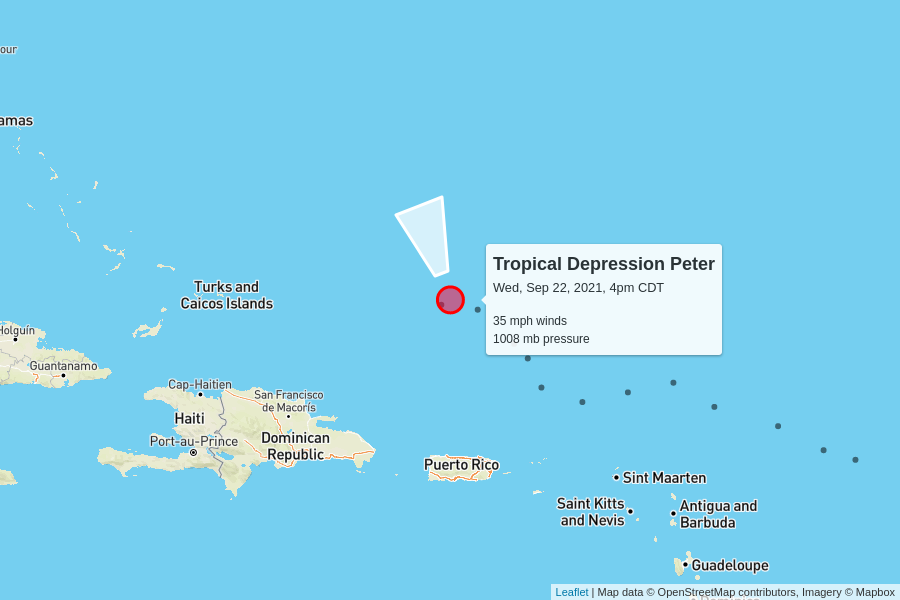 our
amas
Turks and
Caicos Islands
Tropical Depression Peter
Wed, Sep 22, 2021, 4pm CDT
35 mph winds
1008 mb pressure
Holguín
Guantanamo
Cap-Haitien
San Francisco
de Macorís
Haiti
Port-au-Prince
Dominican
Republic
Puerto Rico
Sint Maarten
Saint Kitts
and Nevis
Antigua and
Barbuda
Guadeloupe
Leaflet | Map data © OpenStreetMap contributors, Imagery © Mapbox